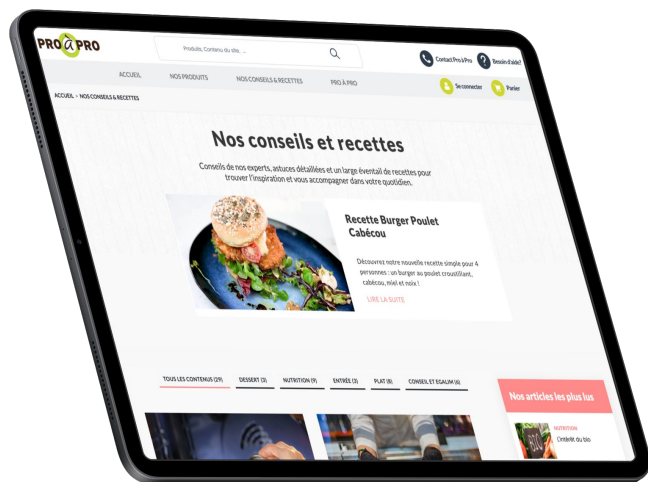 PRO à PRO
Produits, Contenu du site, ...
Contact Pro à Pro
Besoin d'aide?
ACCUEIL
NOS PRODUITS
NOS CONSEILS & RECETTES
PRO À PRO
Se connecter
Panier
ACCUEIL > NOS CONSEILS & RECETTES
Nos conseils et recettes
Conseils de nos experts, astuces détaillées et un large éventail de recettes pour
trouver l'inspiration et vous accompagner dans votre quotidien.
Recette Burger Poulet
Cabécou
Découvrez notre nouvelle recette simple pour 4
personnes : un burger au poulet croustillant,
cabécou, miel et noix !
LIRE LA SUITE
TOUS LES CONTENUS (29)
DESSERT (3)
NUTRITION (9)
ENTRÉE (3)
PLAT (8)
CONSEIL ET EGALIM (6)
Nos articles les plus lus
BIO
NUTRITION
L'intérêt du bio